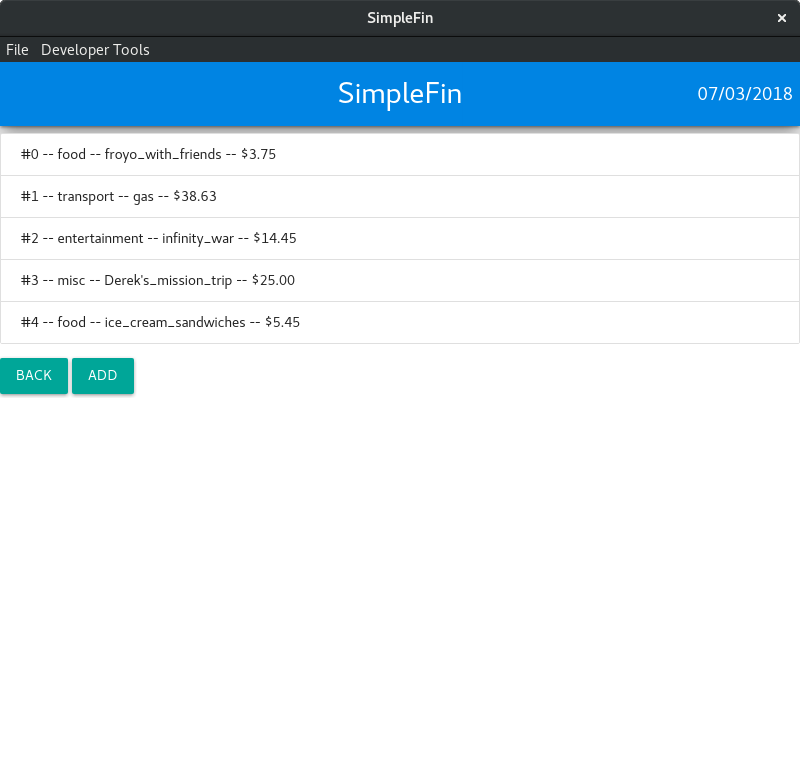 SimpleFin
File Developer Tools
SimpleFin 07/03/2018
#0 -- food -- froyo_with_friends -- $3.75
#1 -- transport -- gas -- $38.63
#2 -- entertainment -- infinity_war -- $14.45
#3 -- misc -- Derek's_mission_trip -- $25.00
#4 -- food -- ice_cream_sandwiches -- $5.45
BACK ADD